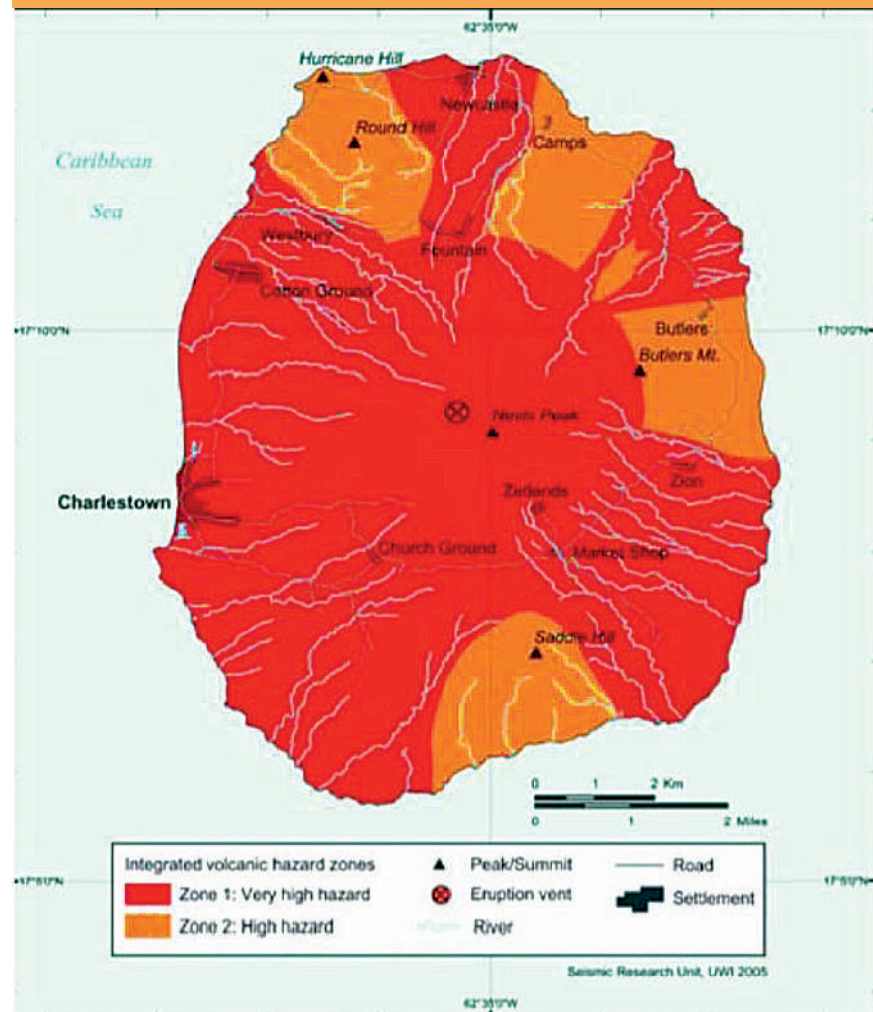 62°35'0"W
Hurricane Hill
Newcastle
Round Hill
Camps
Caribbean
Sea
Westbury
Fountain
Cotton Ground
17°10'0"N
17°10'0"N
Butlers
Butlers Mt.
Nevis Peak
Zion
Zetlands
Charlestown
Church Ground
Market Shop
Saddle Hill
0 1 2 Km
0 1 2 Miles
Integrated volcanic hazard zones
Peak/Summit
Road
Zone 1: Very high hazard
Eruption vent
Settlement
Zone 2: High hazard
River
17°5'0"N
17°5'0"N
Seismic Research Unit, UWI 2005
62°35'0"W